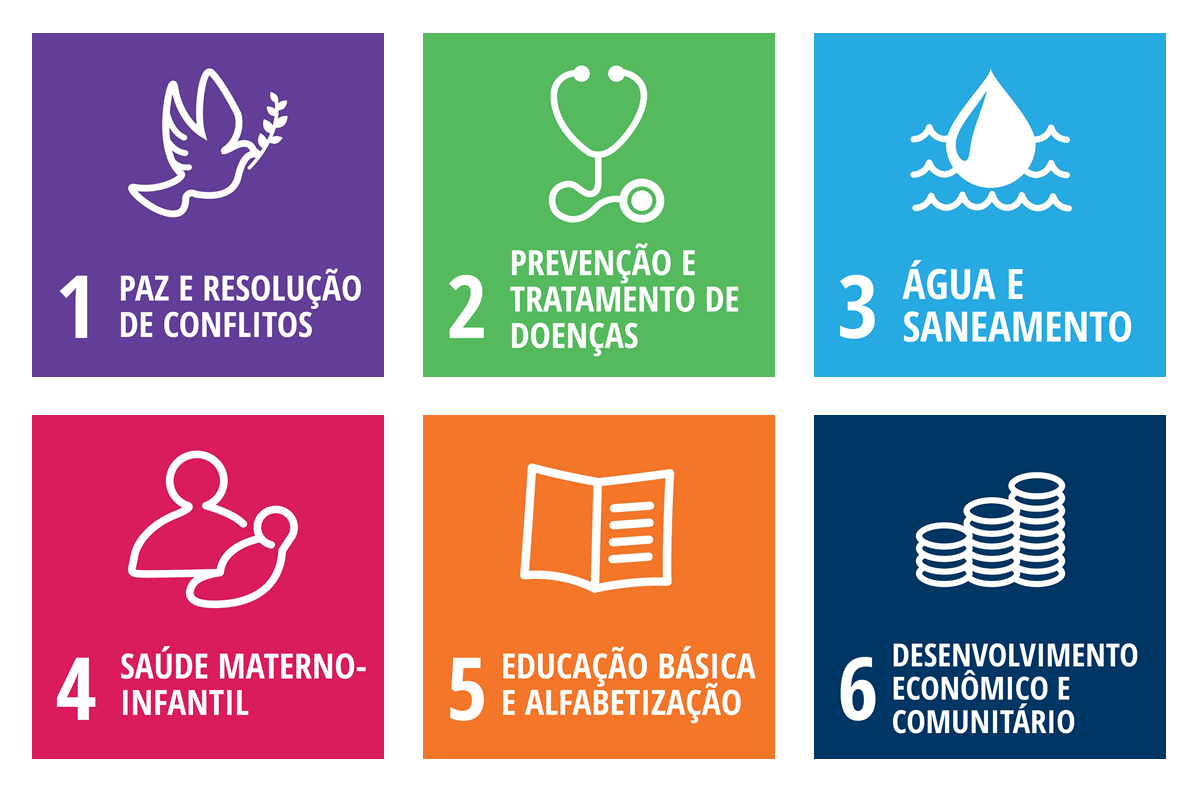 1
PAZ E RESOLUÇÃO
DE CONFLITOS
2
PREVENÇÃO E
TRATAMENTO DE
DOENÇAS
3
ÁGUA E
SANEAMENTO
4
SAÚDE MATERNO-
INFANTIL
5
EDUCAÇÃO BÁSICA
E ALFABETIZAÇÃO
6
DESENVOLVIMENTO
ECONÔMICO E
COMUNITÁRIO